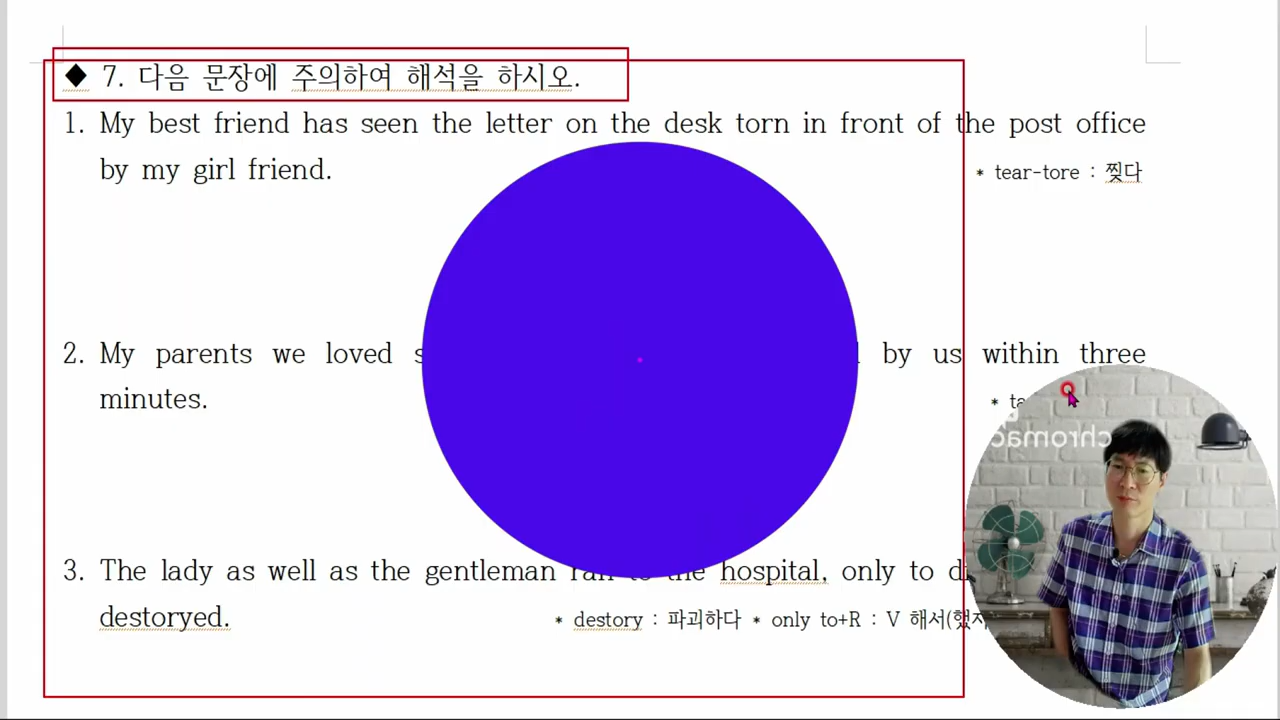 ◆ 7. 다음 문장에 주의하여 해석을 하시오.
1. My best friend has seen the letter on the desk torn in front of the post office
by my girl friend.
* tear-tore : 찢다
2. My parents we loved by us within three
minutes.
*
3. The lady as well as the gentleman ran to the hospital, only to
destoryed.
* destory : 파괴하다 * only to+R : V 해서